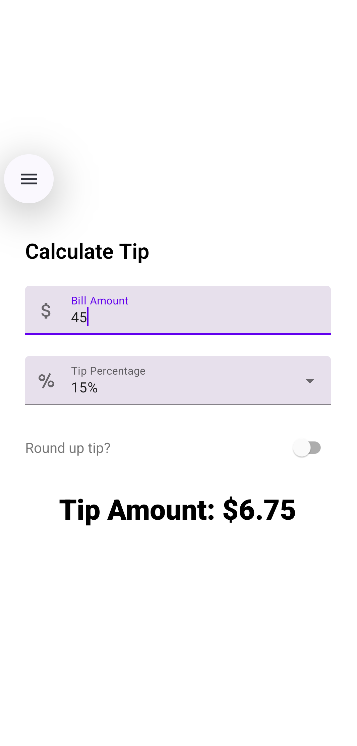 Calculate Tip
$
Bill Amount
45
%
Tip Percentage
15%
Round up tip?
Tip Amount: $6.75